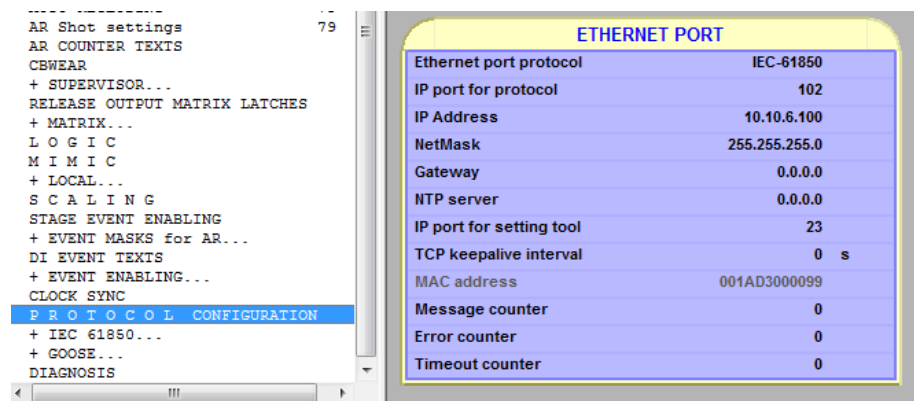 AR Shot settings 79
AR COUNTER TEXTS
CBWEAR
+ SUPERVISOR...
RELEASE OUTPUT MATRIX LATCHES
+ MATRIX...
L O G I C
M I M I C
+ LOCAL...
S C A L I N G
STAGE EVENT ENABLING
+ EVENT MASKS for AR...
DI EVENT TEXTS
+ EVENT ENABLING...
CLOCK SYNC
P R O T O C O L CONFIGURATION
+ IEC 61850...
+ GOOSE...
DIAGNOSIS
ETHERNET PORT
Ethernet port protocol IEC-61850
IP port for protocol 102
IP Address 10.10.6.100
NetMask 255.255.255.0
Gateway 0.0.0.0
NTP server 0.0.0.0
IP port for setting tool 23
TCP keepalive interval 0 s
MAC address 001AD3000099
Message counter 0
Error counter 0
Timeout counter 0